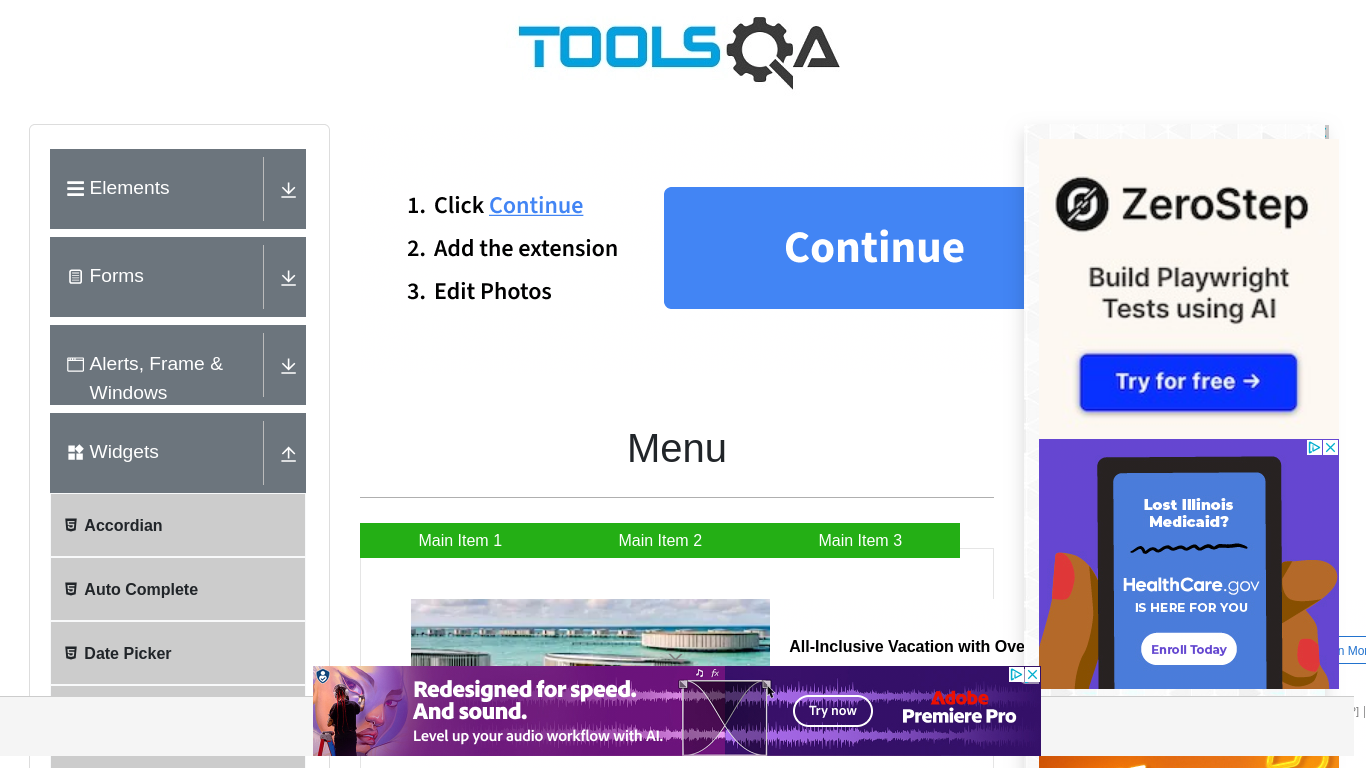 TOOLSQA
Elements
Forms
Alerts, Frame &
Windows
Widgets
Accordian
Auto Complete
Date Picker
1. Click Continue
2. Add the extension
3. Edit Photos
Continue
Menu
Main Item 1
Main Item 2
Main Item 3
All-Inclusive Vacation with Ove
ZeroStep
Build Playwright
Tests using AI
Try for free →
Lost Illinois
Medicaid?
HealthCare.gov
IS HERE FOR YOU
Enroll Today
Redesigned for speed.
And sound.
Level up your audio workflow with AI.
fx
Try now
Adobe
Premiere Pro